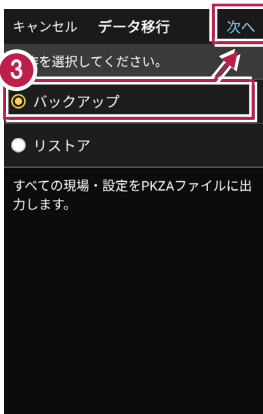 キャンセル データ移行 次へ
3 作を選択してください。
バックアップ
リストア
すべての現場・設定をPKZAファイルに出
力します。